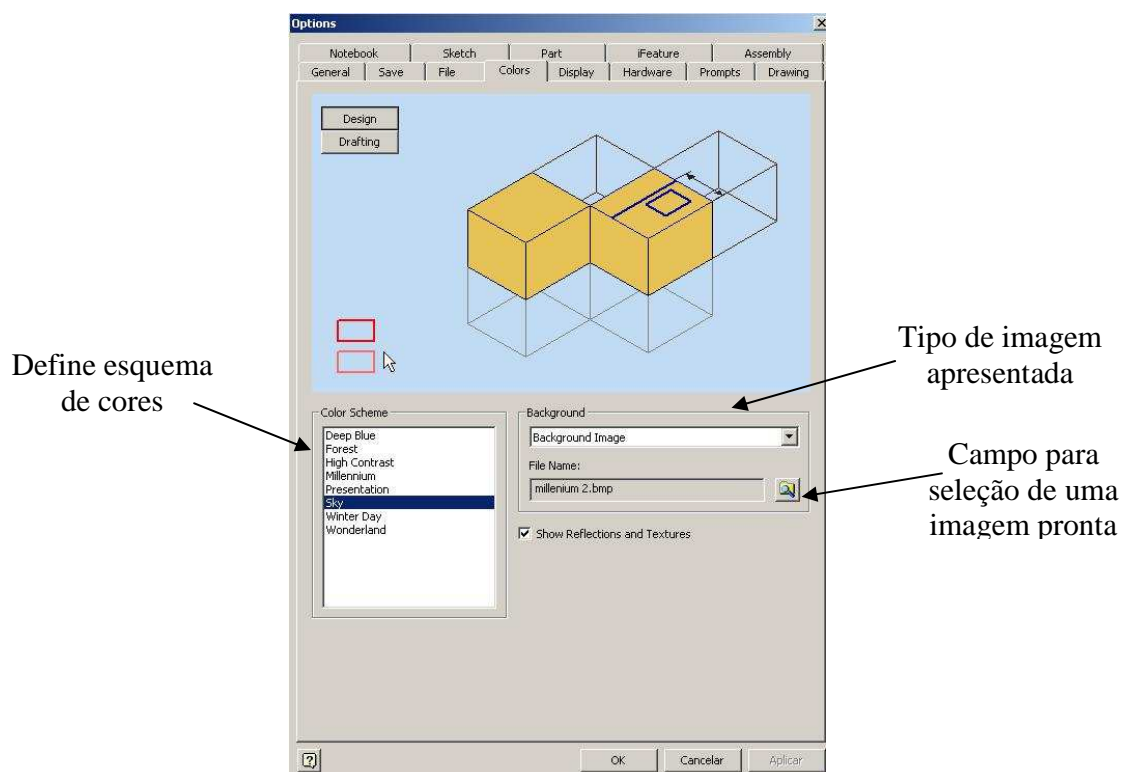 Options
Notebook Sketch Part iFeature Assembly
General Save File Colors Display Hardware Prompts Drawing
Design
Drafting
Define esquema
de cores
Tipo de imagem
apresentada
Color Scheme
Deep Blue
Forest
High Contrast
Millennium
Presentation
Sky
Winter Day
Wonderland
Background
Background Image
File Name:
millenium 2.bmp
Show Reflections and Textures
Campo para
seleção de uma
imagem pronta
OK Cancelar Aplicar